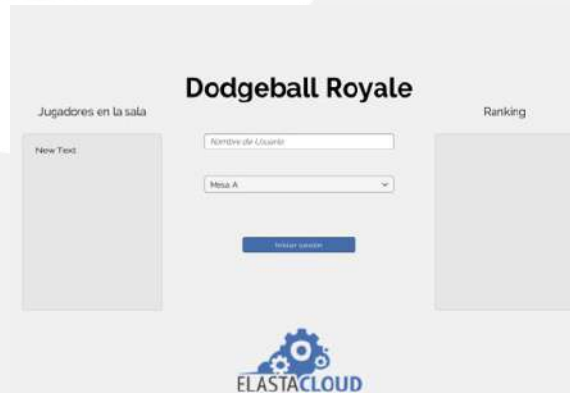 Dodgeball Royale
Jugadores en la sala
Ranking
Nombre de Usuario
New Text
Mesa A
Iniciar sesión
ELASTACLOUD